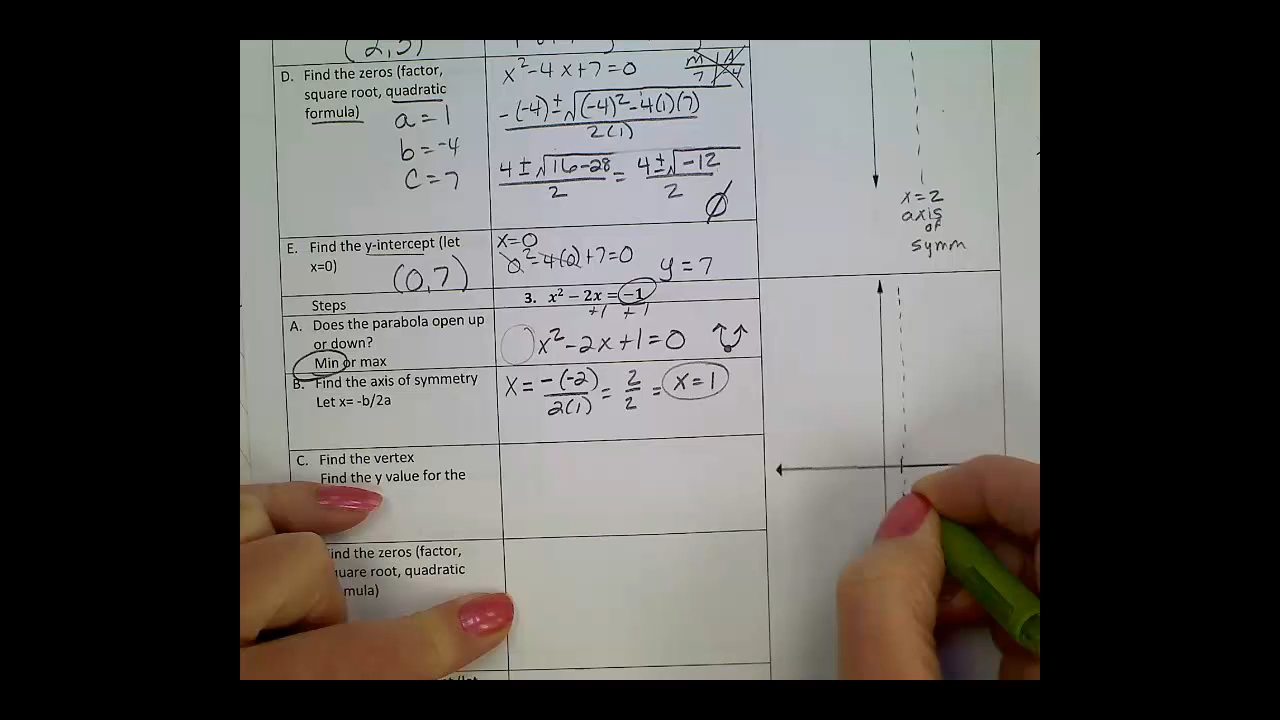 (2,3)
D. Find the zeros (factor,
square root, quadratic
formula)
a = 1
b = -4
c = 7
x² - 4x + 7 = 0
M A
7 -4
-(-4) ± √(-4)² - 4(1)(7)
2(1)
4 ± √16-28 = 4 ± √-12
2 2
∅
E. Find the y-intercept (let
x=0)
(0,7)
x=0
0² - 4(0) + 7 = 0
y = 7
x = 2
axis
of
symm
Steps
3. x² − 2x = −1
+1 +1
A. Does the parabola open up
or down?
Min or max
x² - 2x + 1 = 0
B. Find the axis of symmetry
Let x= -b/2a
x = -(-2) = 2 = x = 1
2(1) 2
C. Find the vertex
Find the y value for the
ind the zeros (factor,
uare root, quadratic
mula)